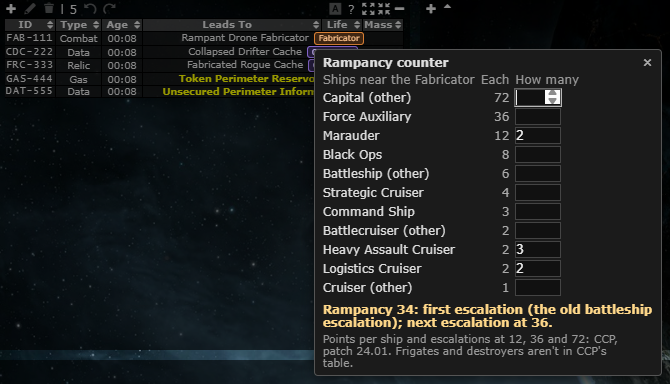 | 5 A ?
ID Type Age Leads To Life Mass
FAB-111 Combat 00:08 Rampant Drone Fabricator Fabricator
CDC-222 Data 00:08 Collapsed Drifter Cache
FRC-333 Relic 00:08 Fabricated Rogue Cache
GAS-444 Gas 00:08 Token Perimeter Reservo
DAT-555 Data 00:08 Unsecured Perimeter Inform
Rampancy counter ×
Ships near the Fabricator Each How many
Capital (other) 72
Force Auxiliary 36
Marauder 12 2
Black Ops 8
Battleship (other) 6
Strategic Cruiser 4
Command Ship 3
Battlecruiser (other) 2
Heavy Assault Cruiser 2 3
Logistics Cruiser 2 2
Cruiser (other) 1
Rampancy 34: first escalation (the old battleship
escalation); next escalation at 36.
Points per ship and escalations at 12, 36 and 72: CCP,
patch 24.01. Frigates and destroyers aren't in CCP's
table.